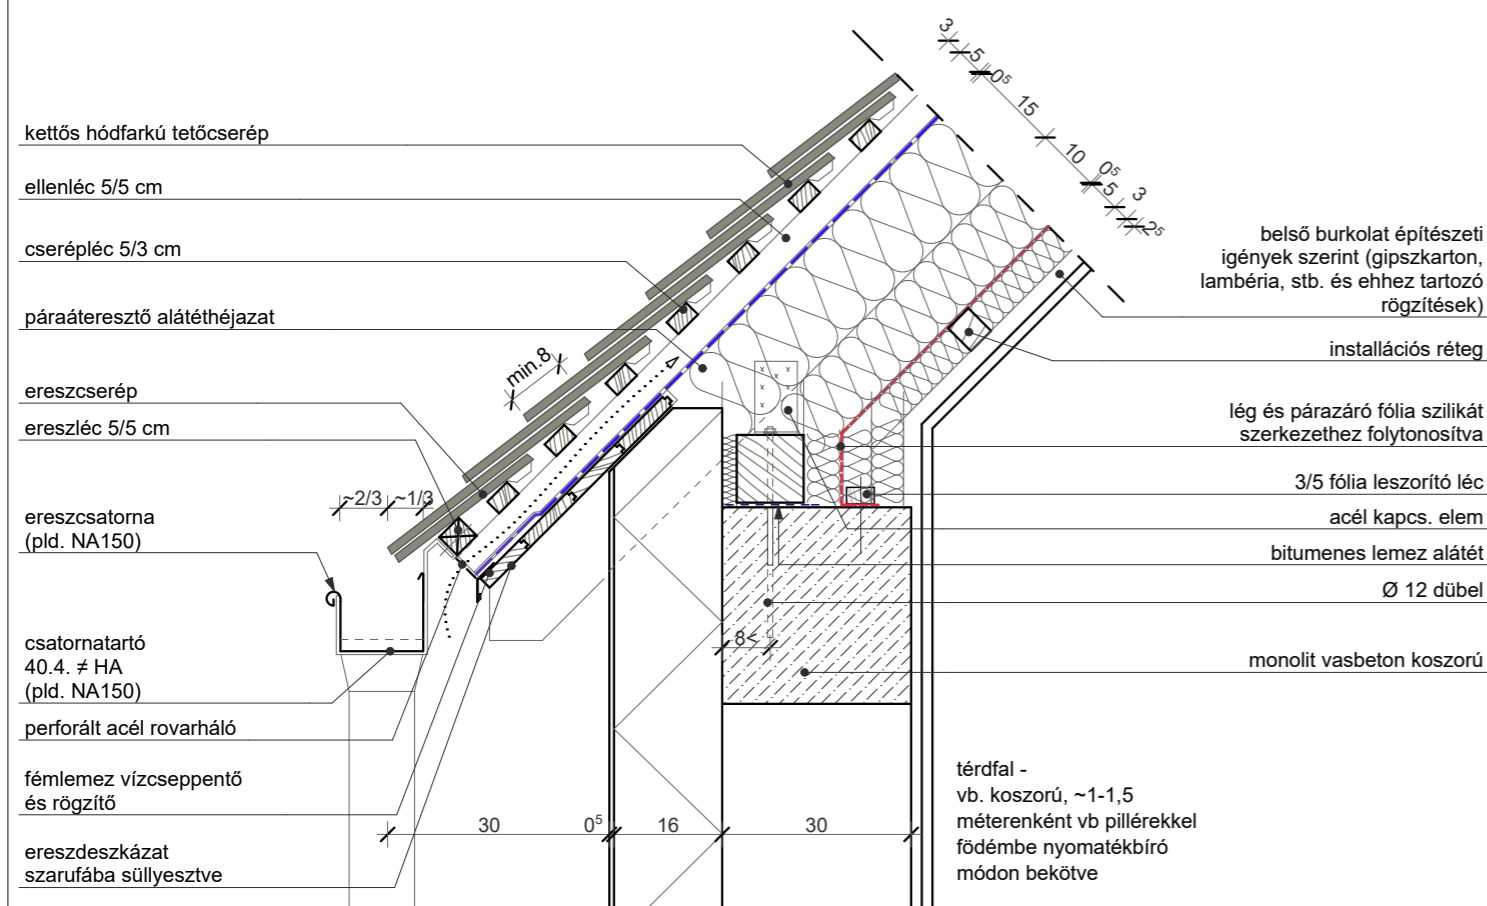 kettős hódfarkú tetőcserép
ellenléc 5/5 cm
cserépléc 5/3 cm
páraáteresztő alátéthéjazat
ereszcserép
ereszléc 5/5 cm
ereszcsatorna
(pld. NA150)
csatornatartó
40.4. ≠ HA
(pld. NA150)
perforált acél rovarháló
fémlemez vízcseppentő
és rögzítő
ereszdeszkázat
szarufába süllyesztve
min.8
~2/3
~1/3
3
5
0⁵
15
10
0⁵
5
3
2⁵
belső burkolat építészeti
igények szerint (gipszkarton,
lambéria, stb. és ehhez tartozó
rögzítések)
installációs réteg
lég és párazáró fólia szilikát
szerkezethez folytonosítva
3/5 fólia leszorító léc
acél kapcs. elem
bitumenes lemez alátét
Ø 12 dübel
monolit vasbeton koszorú
8<
30
0⁵
16
30
térdfal -
vb. koszorú, ~1-1,5
méterenként vb pillérekkel
födémbe nyomatékbíró
módon bekötve